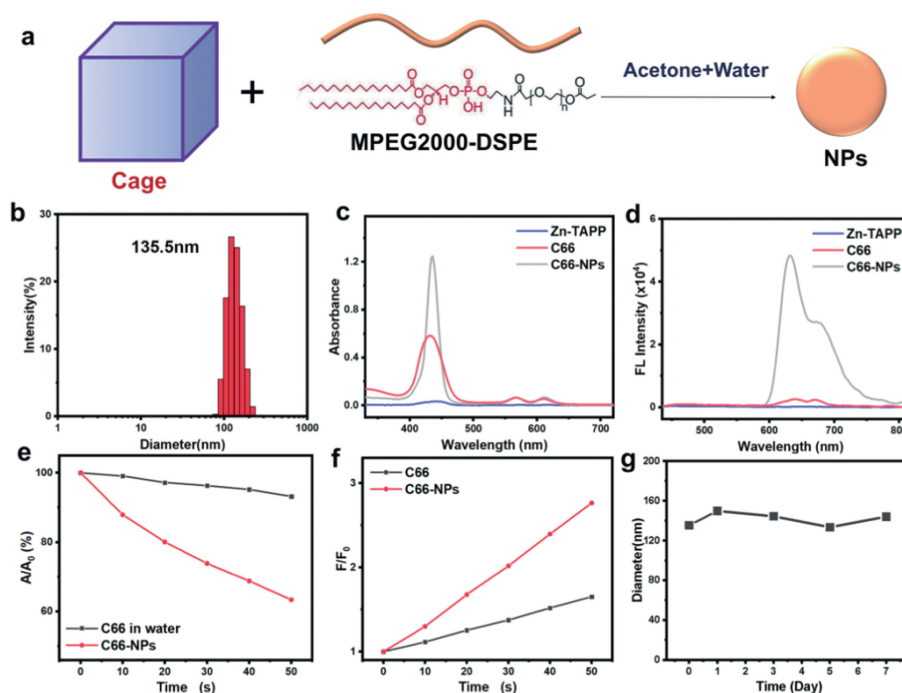 a
Cage
+
O
O
O
O
H
O
P
O
OH
N
H
O
O
n
O
MPEG2000-DSPE
Acetone+Water
NPs
b
135.5nm
Intensity(%)
30
20
10
0
1
10
100
1000
Diameter(nm)
c
Zn-TAPP
C66
C66-NPs
Absorbance
1.2
0.8
0.4
0.0
400
500
600
700
Wavelength (nm)
d
Zn-TAPP
C66
C66-NPs
FL Intensity (x10⁴)
6
4
2
0
500
600
700
800
Wavelength (nm)
e
A/A₀ (%)
100
80
60
C66 in water
C66-NPs
0 10 20 30 40 50
Time (s)
f
C66
C66-NPs
F/F₀
3
2
1
0 10 20 30 40 50
Time (s)
g
Diameter(nm)
200
160
120
80
40
0
0 1 2 3 4 5 6 7
Time (Day)